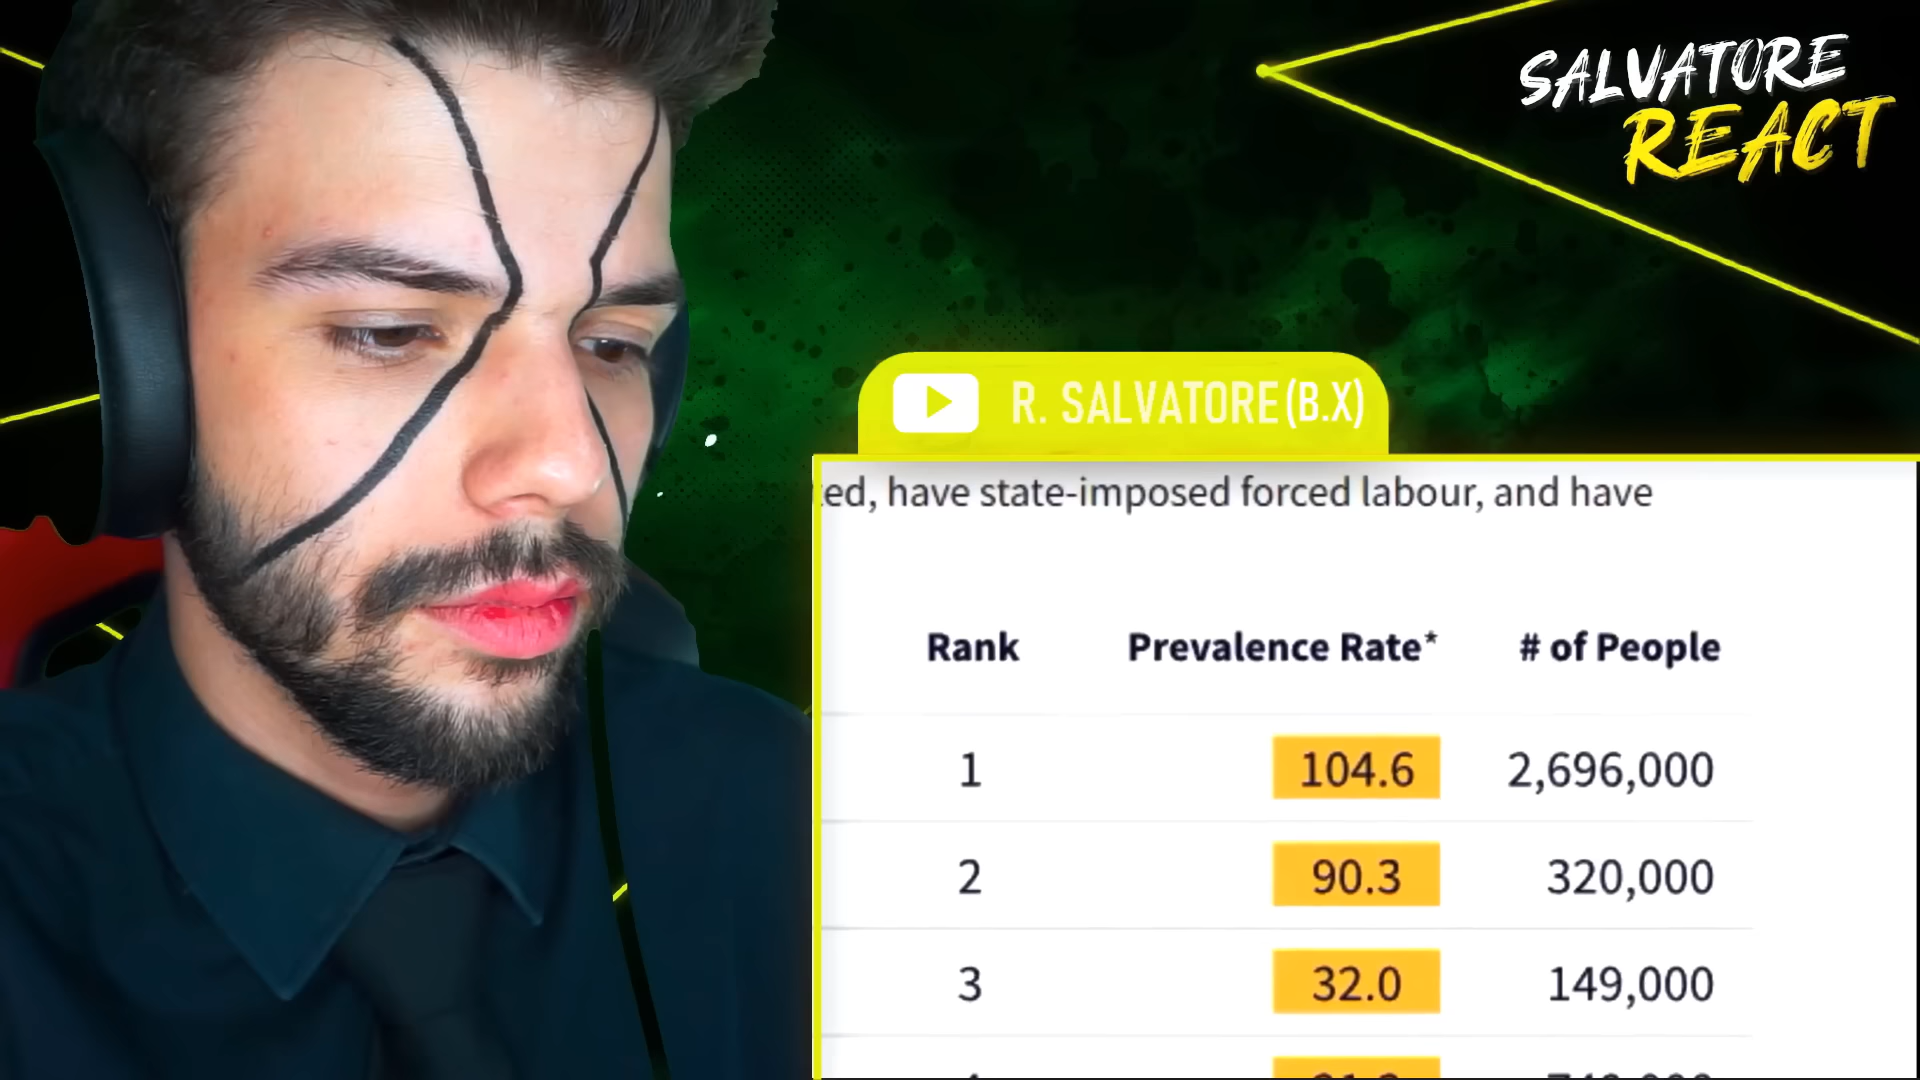 SALVATORE
REACT
R. SALVATORE(B.X)
have state-imposed forced labour, and have
Rank Prevalence Rate* # of People
1 104.6 2,696,000
2 90.3 320,000
3 32.0 149,000